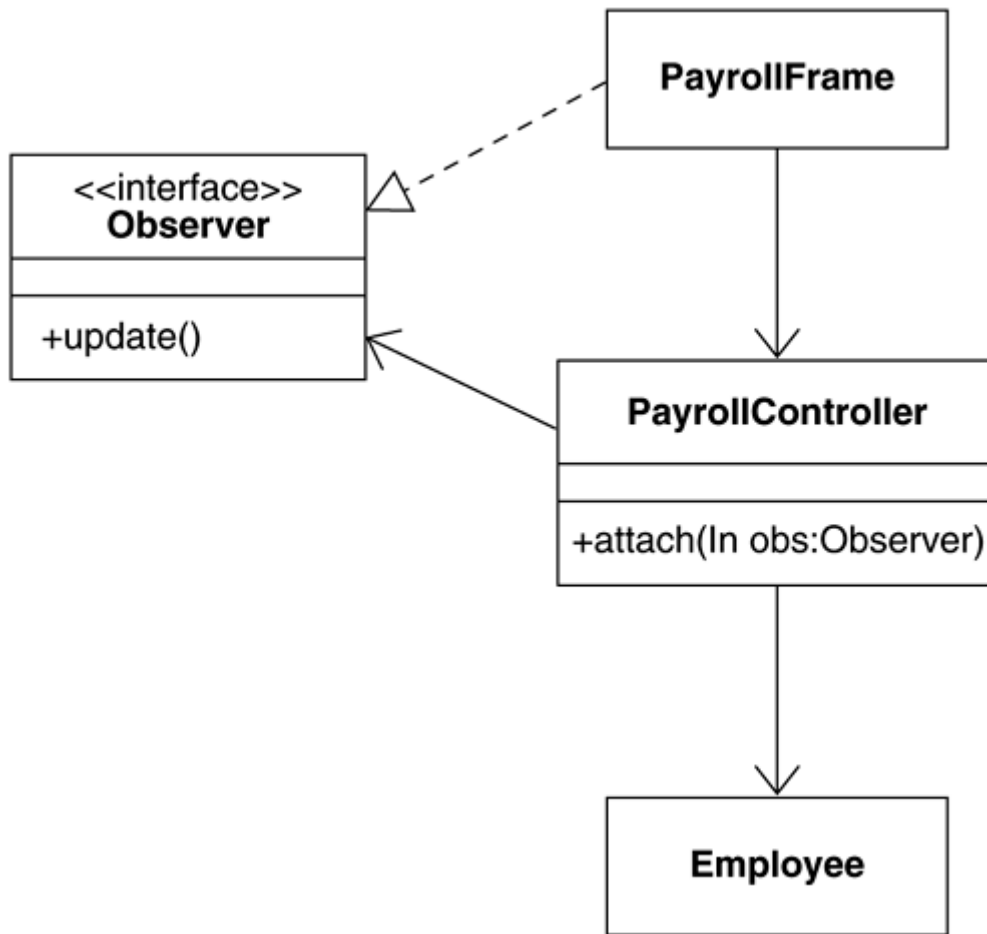 PayrollFrame
<<interface>>
Observer
+update()
PayrollController
+attach(In obs:Observer)
Employee